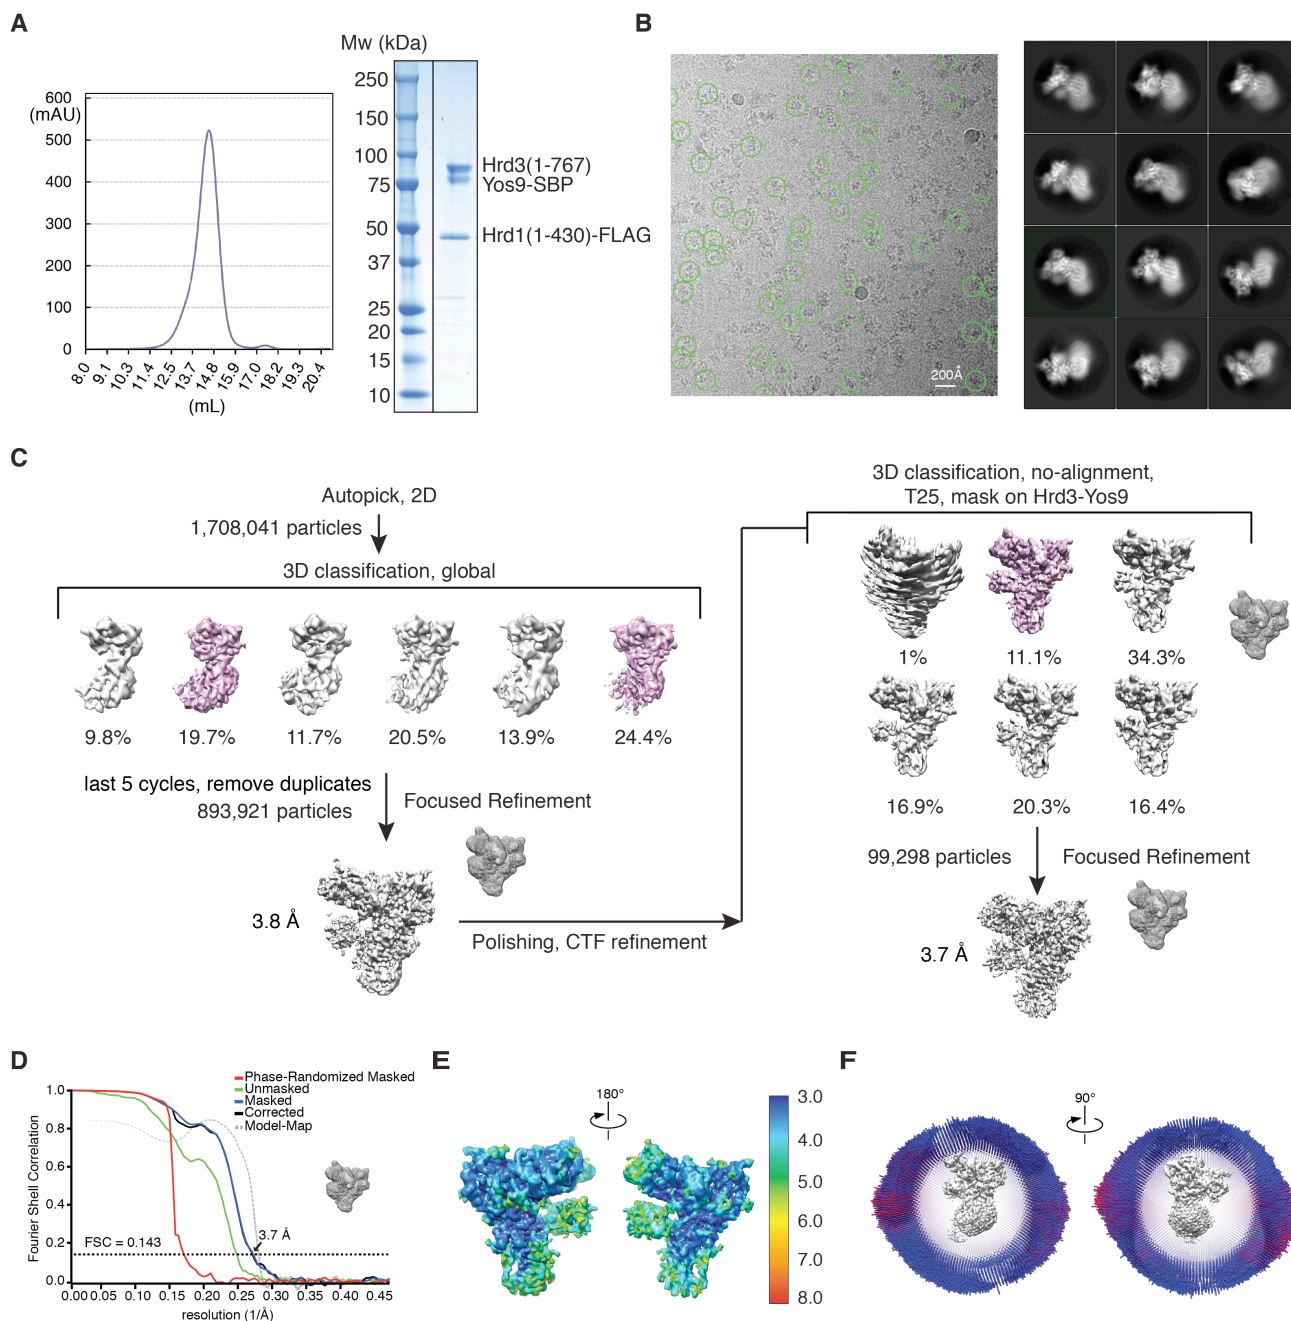 A
Mw (kDa)
600
(mAU)
500
400
300
200
100
0
8.0
9.1
10.3
11.4
12.5
13.7
14.8
15.9
17.0
18.2
19.3
20.4
(mL)
250
150
100
75
50
37
25
20
15
10
Hrd3(1-767)
Yos9-SBP
Hrd1(1-430)-FLAG
B
200Å
C
Autopick, 2D
1,708,041 particles
3D classification, global
9.8%
19.7%
11.7%
20.5%
13.9%
24.4%
last 5 cycles, remove duplicates
893,921 particles
Focused Refinement
3.8 Å
Polishing, CTF refinement
3D classification, no-alignment,
T25, mask on Hrd3-Yos9
1%
11.1%
34.3%
16.9%
20.3%
16.4%
99,298 particles
Focused Refinement
3.7 Å
D
Phase-Randomized Masked
Unmasked
Masked
Corrected
Model-Map
Fourier Shell Correlation
1.0
0.8
0.6
0.4
0.2
0.0
FSC = 0.143
3.7 Å
0.00
0.05
0.10
0.15
0.20
0.25
0.30
0.35
0.40
0.45
resolution (1/Å)
E
180°
3.0
4.0
5.0
6.0
7.0
8.0
F
90°